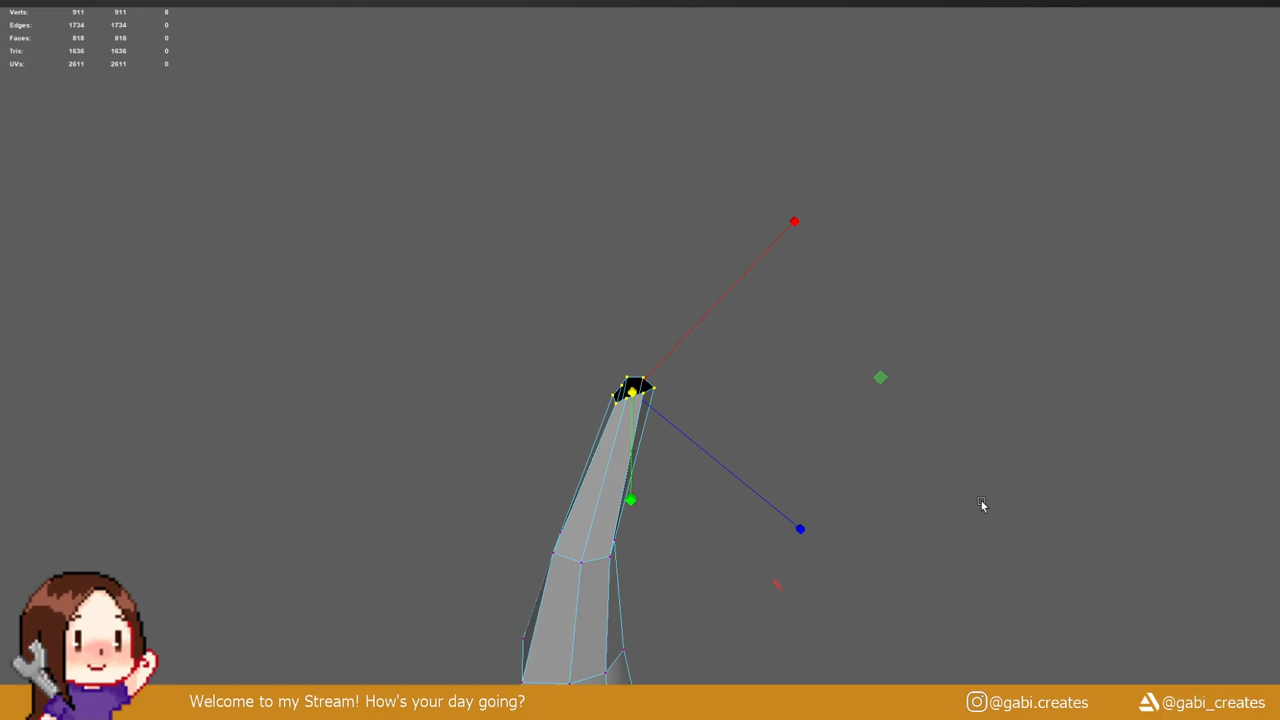 Verts: 911 911 8
Edges: 1734 1734 0
Faces: 818 818 0
Tris: 1636 1636 0
UVs: 2611 2611 0
Welcome to my Stream! How's your day going? @gabi.creates @gabi_creates